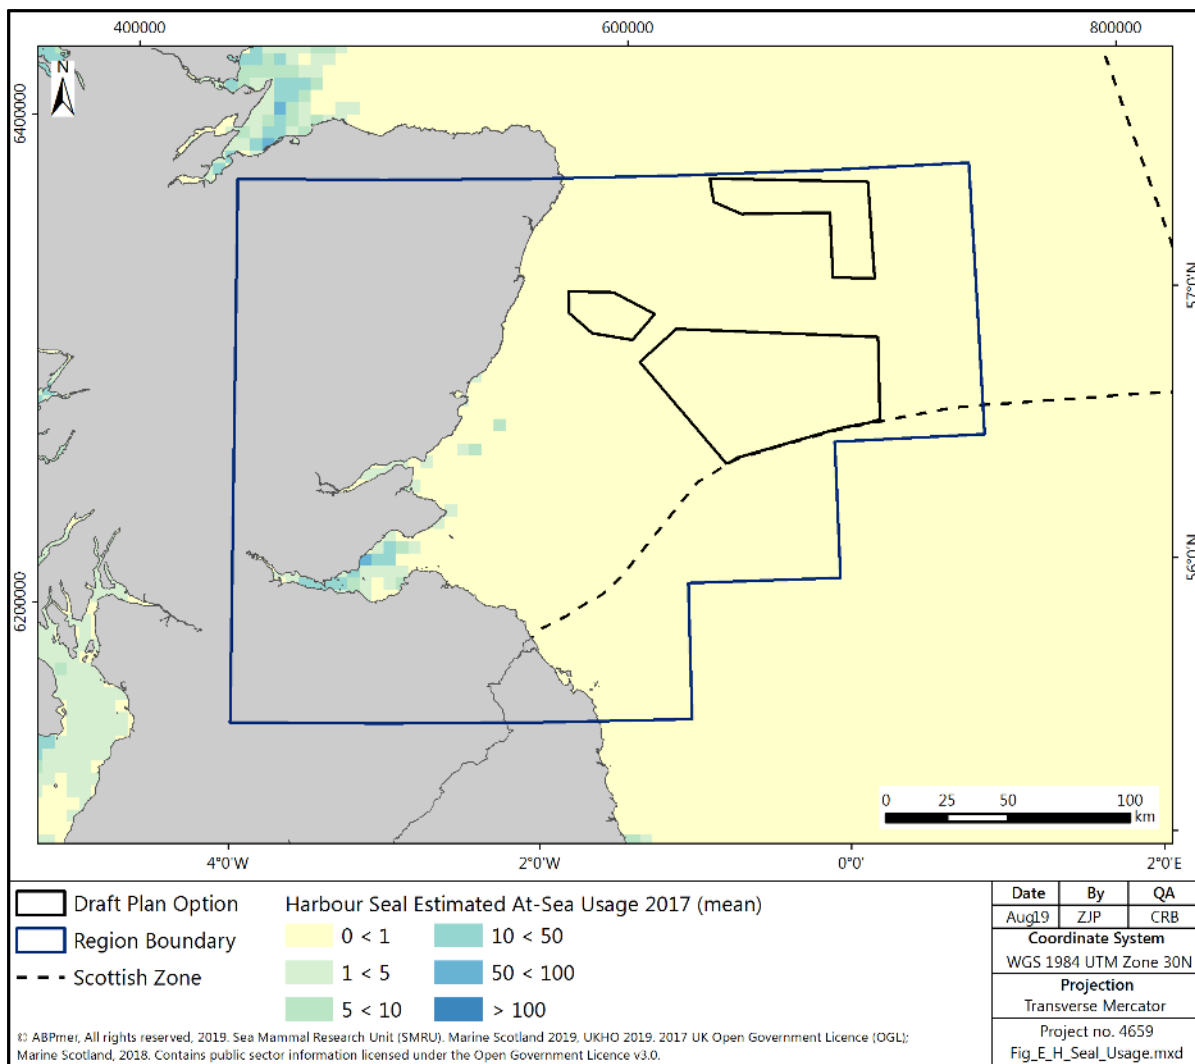 400000 600000 800000
N
6400000
57°0'N
56°0'N
6200000
0 25 50 100
km
4°0'W 2°0'W 0°0' 2°0'E
Draft Plan Option
Region Boundary
Scottish Zone
Harbour Seal Estimated At-Sea Usage 2017 (mean)
0 < 1 10 < 50
1 < 5 50 < 100
5 < 10 > 100
Date By QA
Aug19 ZJP CRB
Coordinate System
WGS 1984 UTM Zone 30N
Projection
Transverse Mercator
Project no. 4659
Fig_E_H_Seal_Usage.mxd
© ABPmer, All rights reserved, 2019. Sea Mammal Research Unit (SMRU). Marine Scotland 2019, UKHO 2019. 2017 UK Open Government Licence (OGL);
Marine Scotland, 2018. Contains public sector information licensed under the Open Government Licence v3.0.